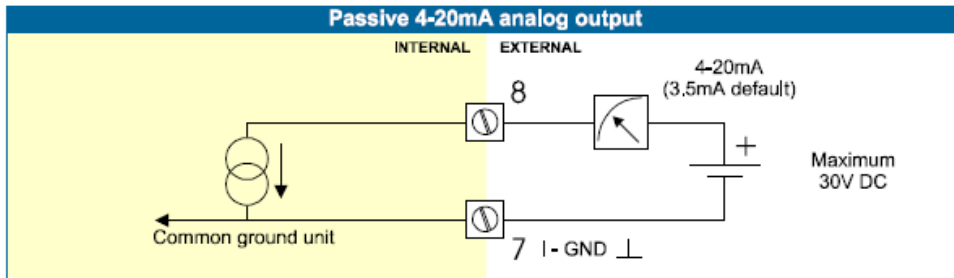 Passive 4-20mA analog output
INTERNAL EXTERNAL
4-20mA
(3.5mA default)
8
+
Maximum
30V DC
Common ground unit
7 I - GND ⊥